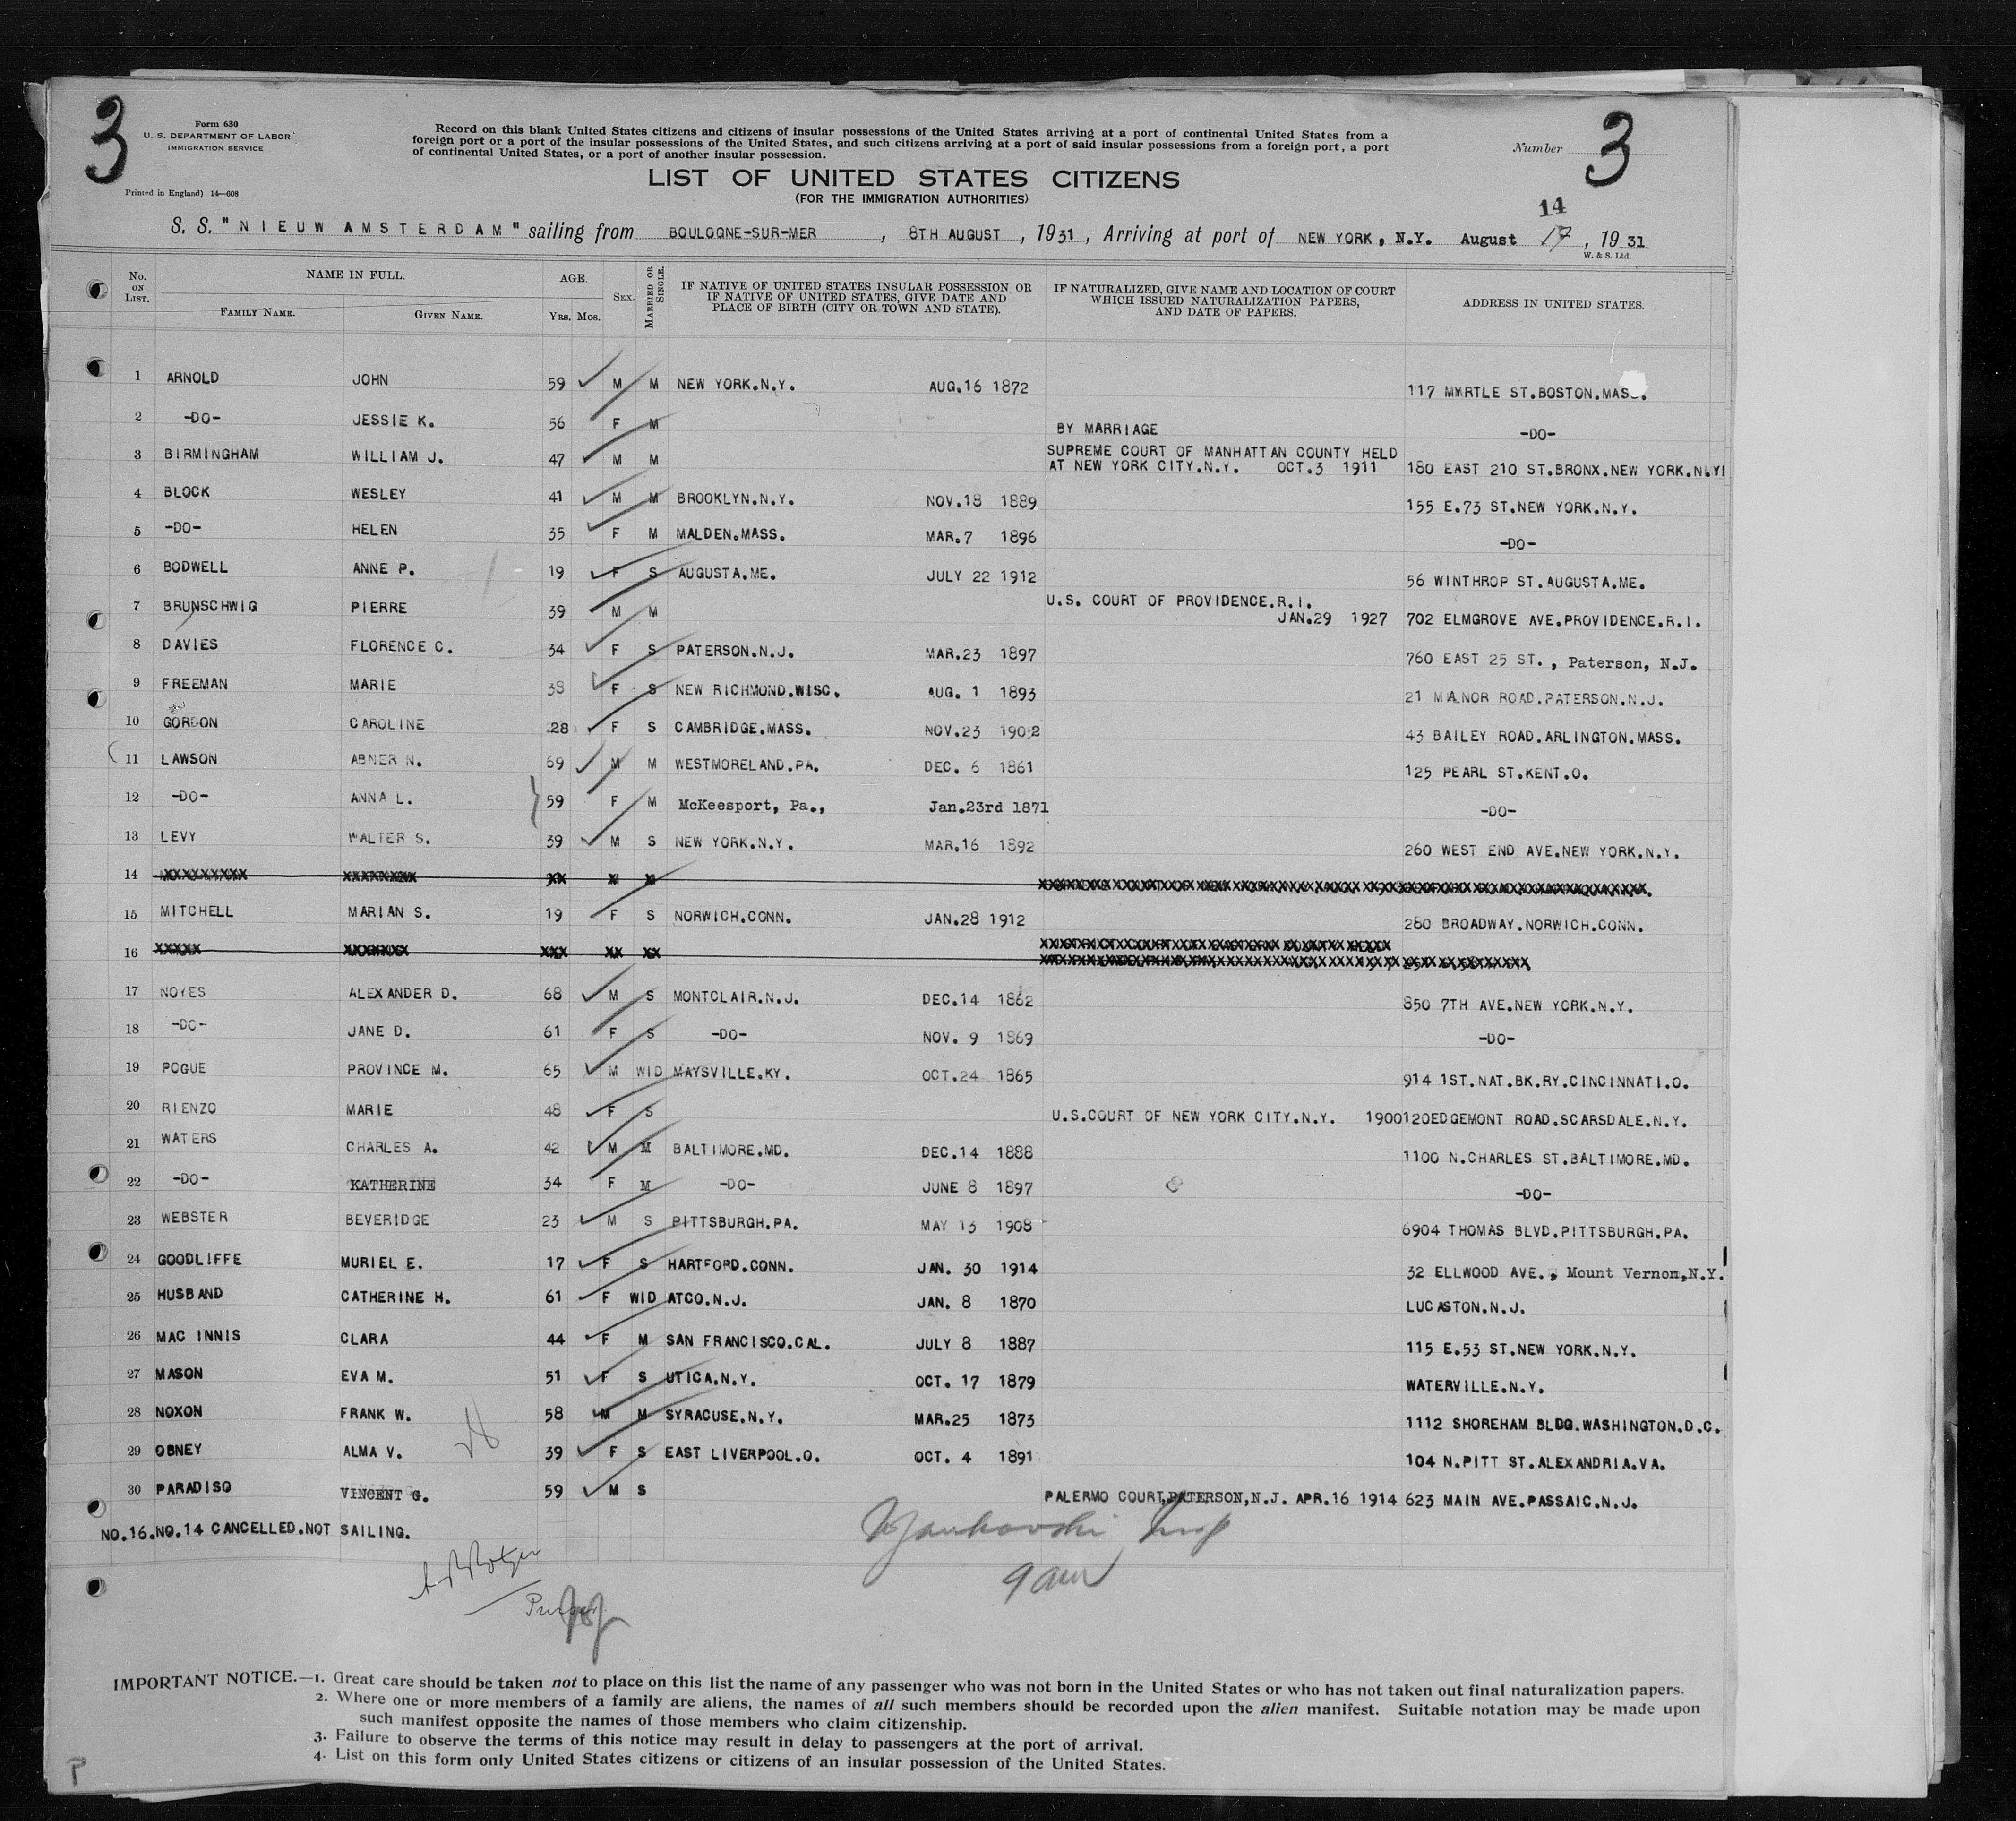 3
Form 630
U. S. DEPARTMENT OF LABOR
IMMIGRATION SERVICE
Printed in England) 14—608
Record on this blank United States citizens and citizens of insular possessions of the United States arriving at a port of continental United States from a
foreign port or a port of the insular possessions of the United States, and such citizens arriving at a port of said insular possessions from a foreign port, a port
of continental United States, or a port of another insular possession.
Number 3
LIST OF UNITED STATES CITIZENS
(FOR THE IMMIGRATION AUTHORITIES)
14
S. S. "NIEUW AMSTERDAM" sailing from BOULOGNE-SUR-MER, 8TH AUGUST, 1931, Arriving at port of NEW YORK, N.Y. August 17, 1931
W. & S. Ltd.
No. ON LIST. NAME IN FULL. FAMILY NAME. GIVEN NAME. AGE. YRS. MOS. SEX. MARRIED OR SINGLE. IF NATIVE OF UNITED STATES INSULAR POSSESSION OR IF NATIVE OF UNITED STATES, GIVE DATE AND PLACE OF BIRTH (CITY OR TOWN AND STATE). IF NATURALIZED, GIVE NAME AND LOCATION OF COURT WHICH ISSUED NATURALIZATION PAPERS, AND DATE OF PAPERS. ADDRESS IN UNITED STATES.
1 ARNOLD JOHN 59 M M NEW YORK.N.Y. AUG.16 1872 117 MYRTLE ST.BOSTON.MASS.
2 -DO- JESSIE K. 56 F M BY MARRIAGE -DO-
3 BIRMINGHAM WILLIAM J. 47 M M SUPREME COURT OF MANHATTAN COUNTY HELD
AT NEW YORK CITY.N.Y. OCT.3 1911 180 EAST 210 ST.BRONX.NEW YORK.N.Y
4 BLOCK WESLEY 41 M M BROOKLYN.N.Y. NOV.18 1889 155 E.73 ST.NEW YORK.N.Y.
5 -DO- HELEN 35 F M MALDEN.MASS. MAR.7 1896 -DO-
6 BODWELL ANNE P. 19 F S AUGUSTA.ME. JULY 22 1912 56 WINTHROP ST.AUGUSTA.ME.
7 BRUNSCHWIG PIERRE 39 M M U.S. COURT OF PROVIDENCE.R.I.
JAN.29 1927 702 ELMGROVE AVE.PROVIDENCE.R.I.
8 DAVIES FLORENCE C. 34 F S PATERSON.N.J. MAR.23 1897 760 EAST 25 ST., Paterson, N.J.
9 FREEMAN MARIE 38 F S NEW RICHMOND.WISC. AUG. 1 1893 21 MANOR ROAD.PATERSON.N.J.
10 GORDON CAROLINE 28 F S CAMBRIDGE.MASS. NOV.23 1902 43 BAILEY ROAD.ARLINGTON.MASS.
11 LAWSON ABNER N. 69 M M WESTMORELAND.PA. DEC. 6 1861 125 PEARL ST.KENT.O.
12 -DO- ANNA L. 59 F M McKeesport, Pa., Jan.23rd 1871 -DO-
13 LEVY WALTER S. 39 M S NEW YORK.N.Y. MAR.16 1892 260 WEST END AVE.NEW YORK.N.Y.
14
15 MITCHELL MARIAN S. 19 F S NORWICH.CONN. JAN.28 1912 280 BROADWAY.NORWICH.CONN.
16
17 NOYES ALEXANDER D. 68 M S MONTCLAIR.N.J. DEC.14 1862 850 7TH AVE.NEW YORK.N.Y.
18 -DO- JANE D. 61 F S -DO- NOV. 9 1869 -DO-
19 POGUE PROVINCE M. 65 M WID MAYSVILLE.KY. OCT.24 1865 914 1ST.NAT.BK.RY.CINCINNATI.O.
20 RIENZO MARIE 48 F S U.S.COURT OF NEW YORK CITY.N.Y. 1900 120EDGEMONT ROAD.SCARSDALE.N.Y.
21 WATERS CHARLES A. 42 M M BALTIMORE.MD. DEC.14 1888 1100 N.CHARLES ST.BALTIMORE.MD.
22 -DO- KATHERINE 34 F M -DO- JUNE 8 1897 -DO-
23 WEBSTER BEVERIDGE 23 M S PITTSBURGH.PA. MAY 13 1908 6904 THOMAS BLVD.PITTSBURGH.PA.
24 GOODLIFFE MURIEL E. 17 F S HARTFORD.CONN. JAN. 30 1914 32 ELLWOOD AVE., Mount Vernon,N.Y.
25 HUSBAND CATHERINE H. 61 F WID ATCO.N.J. JAN. 8 1870 LUCASTON.N.J.
26 MAC INNIS CLARA 44 F M SAN FRANCISCO.CAL. JULY 8 1887 115 E.53 ST.NEW YORK.N.Y.
27 MASON EVA M. 51 F S UTICA.N.Y. OCT. 17 1879 WATERVILLE.N.Y.
28 NOXON FRANK W. 58 M M SYRACUSE.N.Y. MAR.25 1873 1112 SHOREHAM BLDG.WASHINGTON.D.C.
29 OBNEY ALMA V. 39 F S EAST LIVERPOOL.O. OCT. 4 1891 104 N.PITT ST.ALEXANDRIA.VA.
30 PARADISO VINCENT G. 59 M S PALERMO COURT,PATERSON,N.J. APR.16 1914 623 MAIN AVE.PASSAIC.N.J.
NO.16.NO.14 CANCELLED.NOT SAILING.
IMPORTANT NOTICE.—1. Great care should be taken not to place on this list the name of any passenger who was not born in the United States or who has not taken out final naturalization papers.
2. Where one or more members of a family are aliens, the names of all such members should be recorded upon the alien manifest. Suitable notation may be made upon
such manifest opposite the names of those members who claim citizenship.
3. Failure to observe the terms of this notice may result in delay to passengers at the port of arrival.
4. List on this form only United States citizens or citizens of an insular possession of the United States.
P